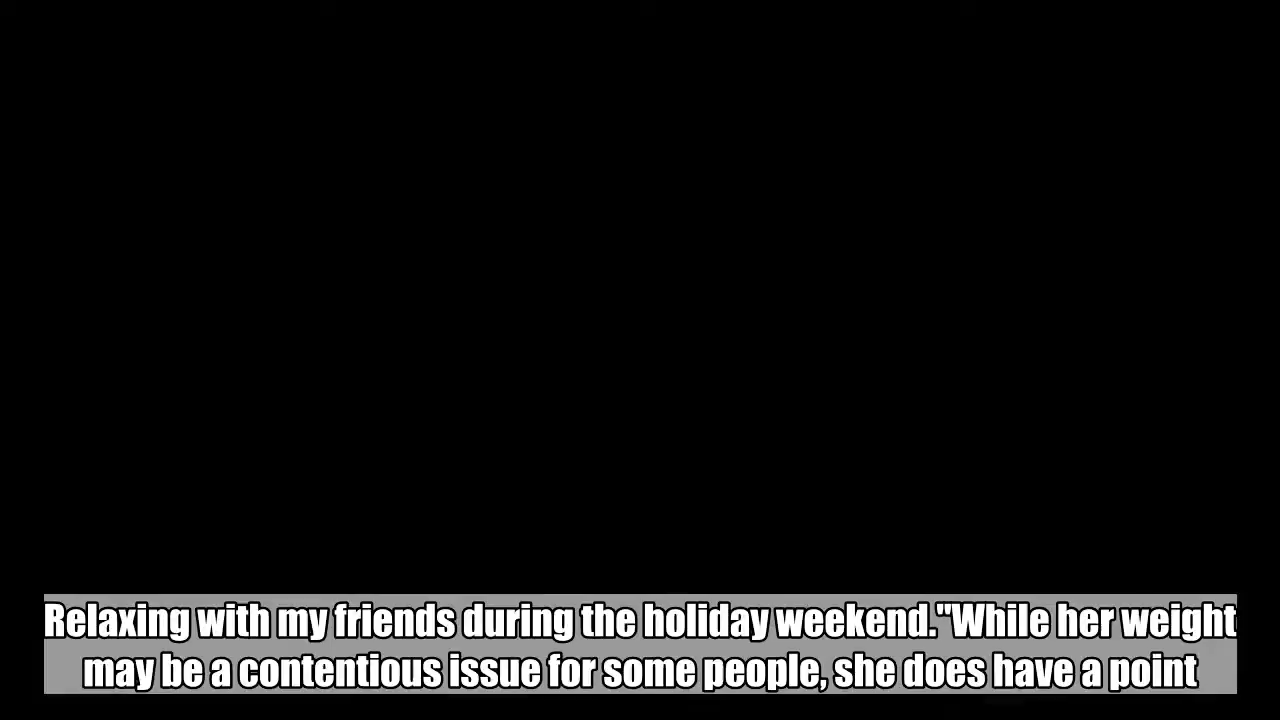 Relaxing with my friends during the holiday weekend."While her weight
may be a contentious issue for some people, she does have a point